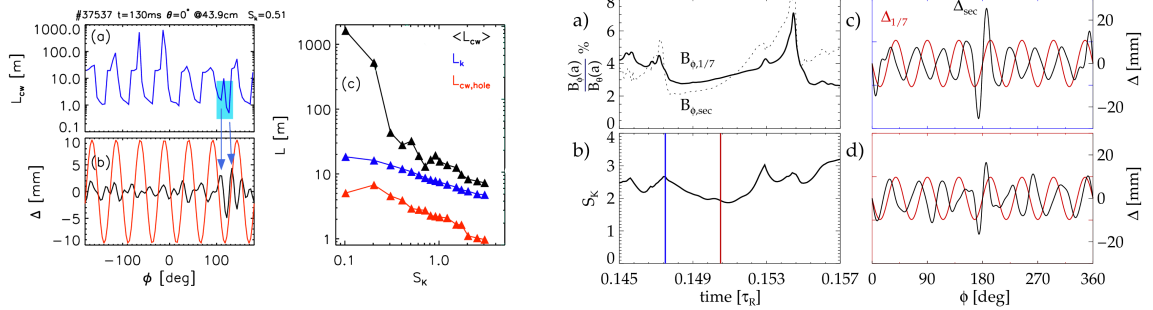 #37537 t=130ms θ=0° @43.9cm S_K=0.51
(a)
L_cw [m]
1000.0
100.0
10.0
1.0
0.1
(b)
Δ [mm]
10
5
0
-5
-10
-100 0 100
ϕ [deg]
<L_cw>
L_k
L_cw,hole
(c)
L [m]
1000
100
10
1
0.1 1.0
S_K
a)
B_ϕ(a)
B_θ(a)
%
8
6
4
2
B_ϕ,1/7
B_ϕ,sec
b)
S_K
4
3
2
1
0
0.145 0.149 0.153 0.157
time [τ_R]
c)
Δ_1/7
Δ_sec
20
0
-20
Δ [mm]
d)
20
0
-20
Δ [mm]
0 90 180 270 360
ϕ [deg]